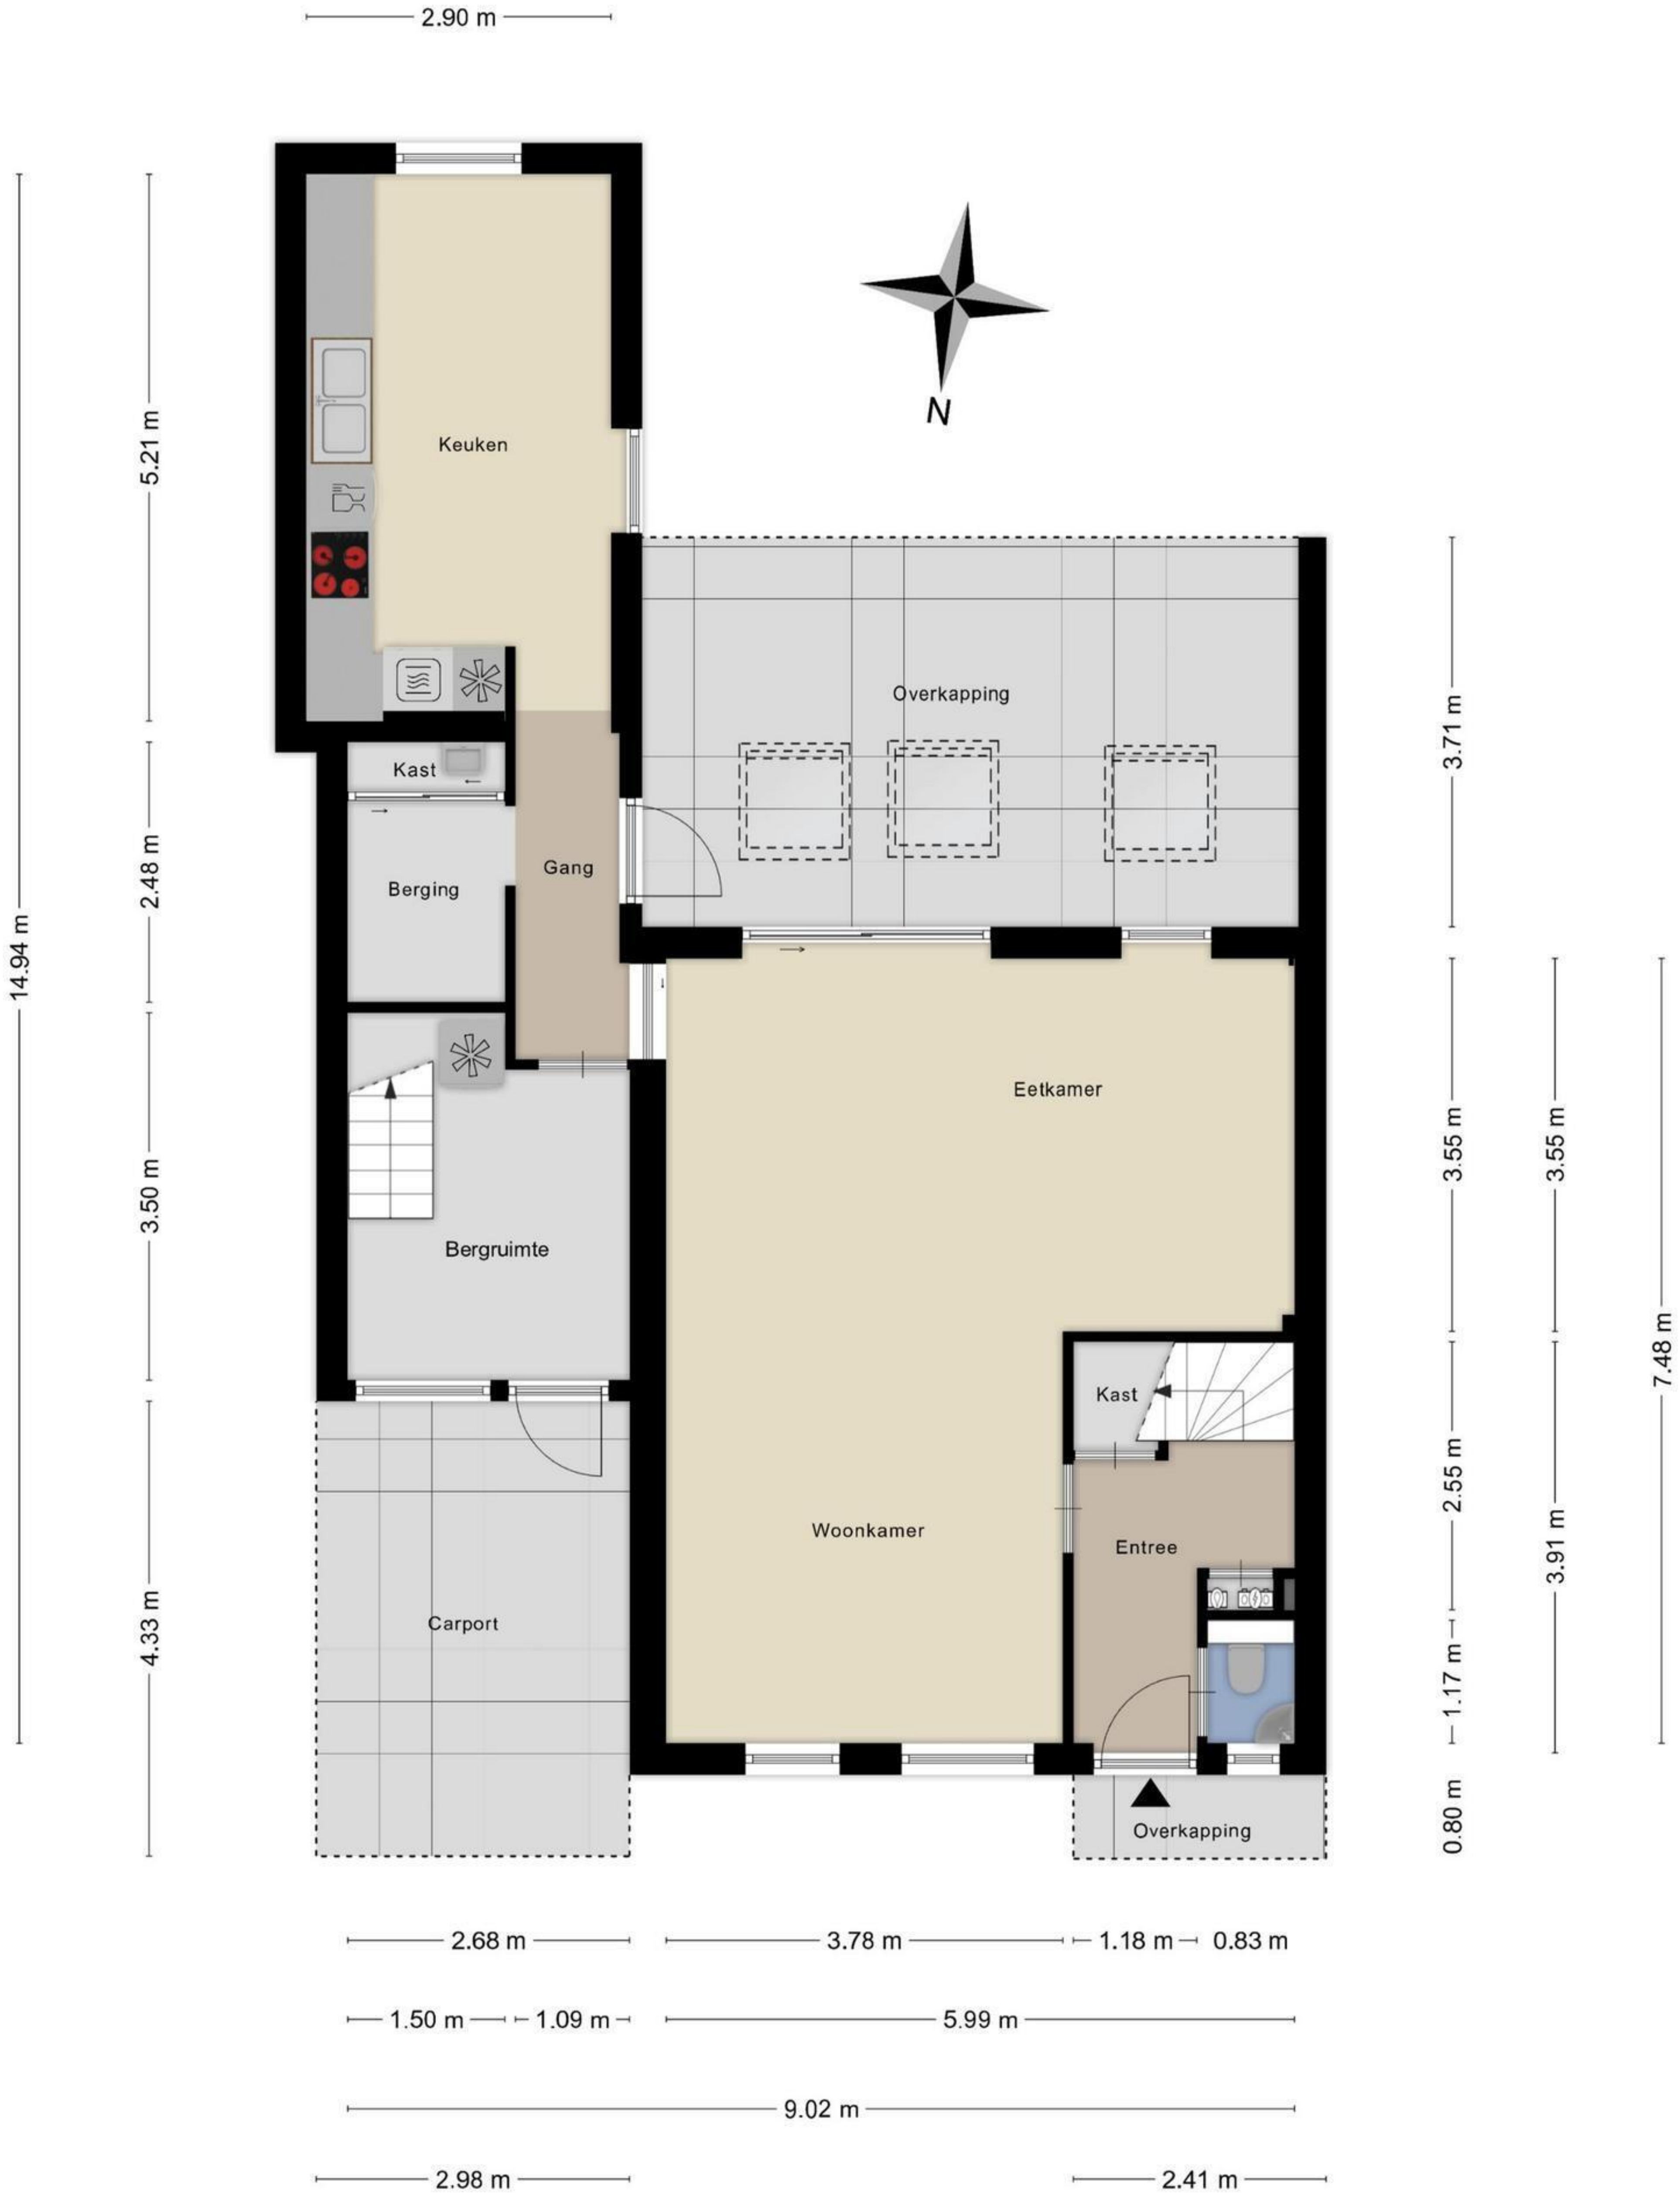 2.90 m
N
Keuken
5.21 m
Overkapping
3.71 m
Kast
Gang
Berging
2.48 m
14.94 m
Eetkamer
3.55 m
3.55 m
3.50 m
Bergruimte
7.48 m
Kast
2.55 m
Woonkamer
Entree
3.91 m
Carport
4.33 m
1.17 m
0.80 m
Overkapping
2.68 m
3.78 m
1.18 m
0.83 m
1.50 m
1.09 m
5.99 m
9.02 m
2.98 m
2.41 m